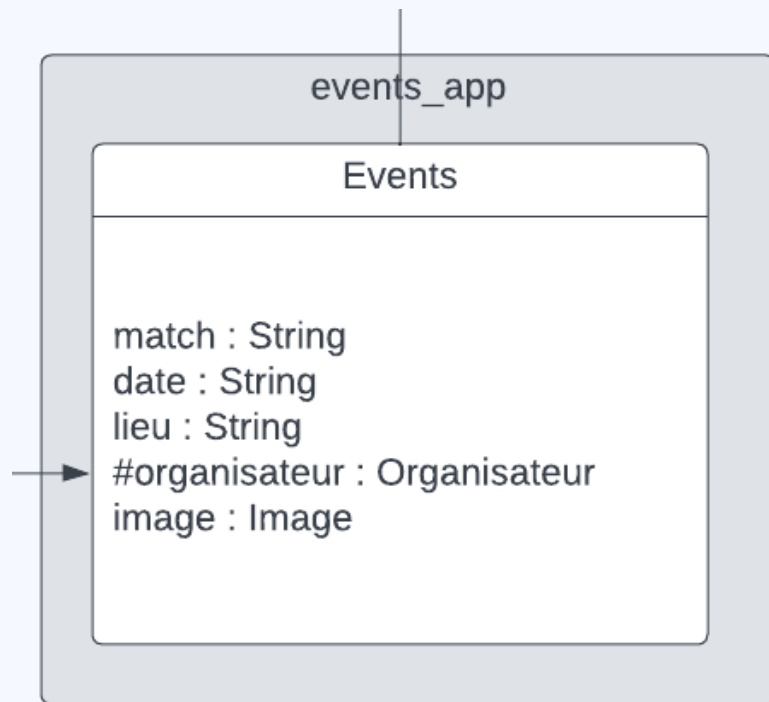 events_app
Events
match : String
date : String
lieu : String
#organisateur : Organisateur
image : Image